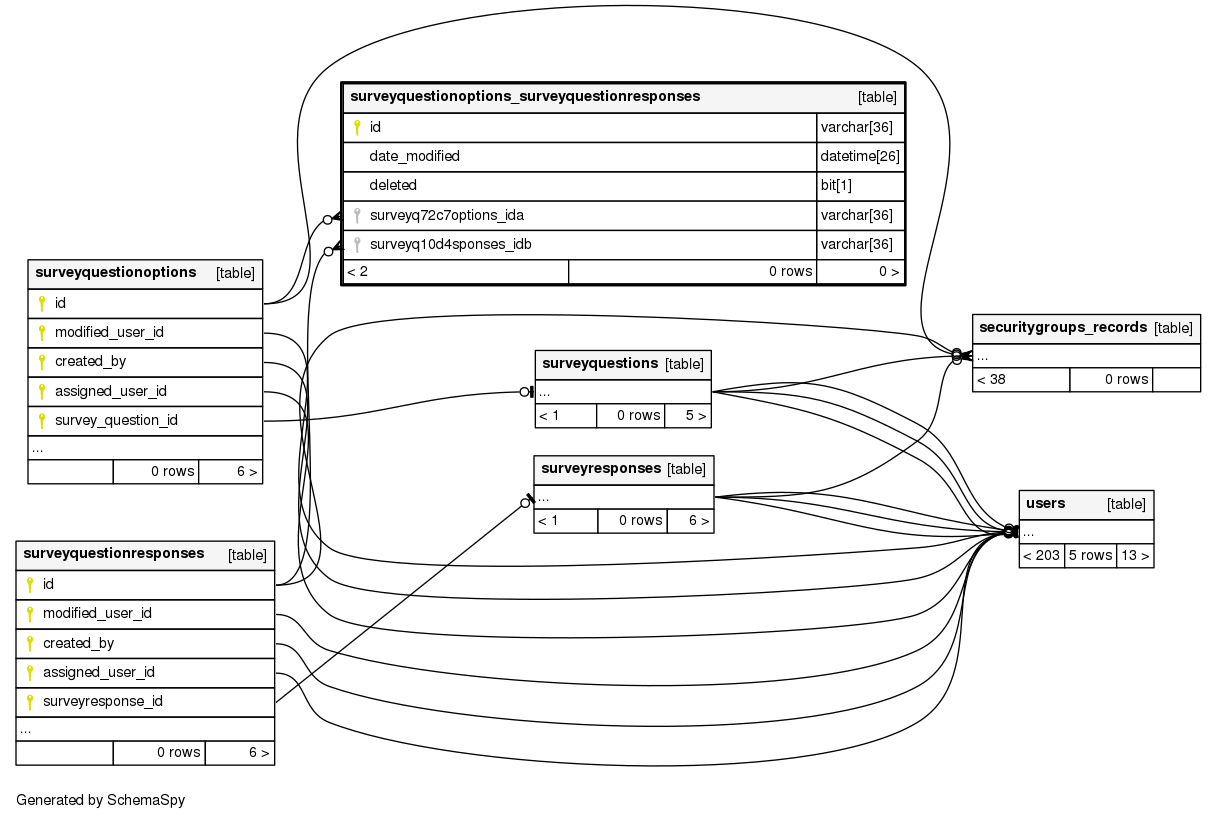 surveyquestionoptions_surveyquestionresponses [table]
id varchar[36]
date_modified datetime[26]
deleted bit[1]
surveyq72c7options_ida varchar[36]
surveyq10d4sponses_idb varchar[36]
< 2 0 rows 0 >
surveyquestionoptions [table]
id
modified_user_id
created_by
assigned_user_id
survey_question_id
...
0 rows 6 >
surveyquestions [table]
...
< 1 0 rows 5 >
securitygroups_records [table]
...
< 38 0 rows
surveyresponses [table]
...
< 1 0 rows 6 >
users [table]
...
< 203 5 rows 13 >
surveyquestionresponses [table]
id
modified_user_id
created_by
assigned_user_id
surveyresponse_id
...
0 rows 6 >
Generated by SchemaSpy